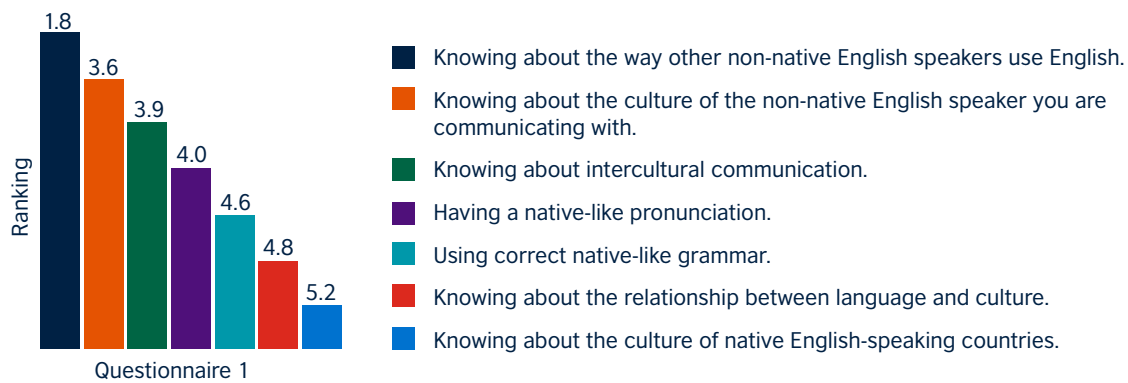 1.8
3.6
3.9
4.0
4.6
4.8
5.2
Ranking
Questionnaire 1
Knowing about the way other non-native English speakers use English.
Knowing about the culture of the non-native English speaker you are
communicating with.
Knowing about intercultural communication.
Having a native-like pronunciation.
Using correct native-like grammar.
Knowing about the relationship between language and culture.
Knowing about the culture of native English-speaking countries.